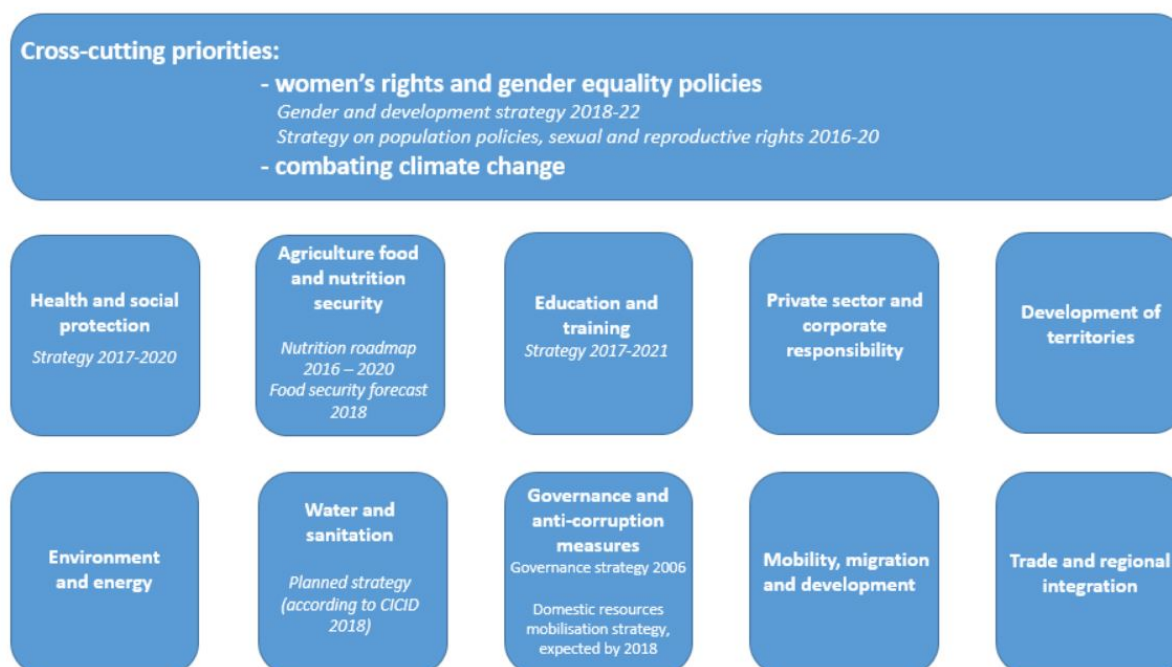 Cross-cutting priorities:
- women's rights and gender equality policies
Gender and development strategy 2018-22
Strategy on population policies, sexual and reproductive rights 2016-20
- combating climate change
Health and social
protection
Strategy 2017-2020
Agriculture food
and nutrition
security
Nutrition roadmap
2016 – 2020
Food security forecast
2018
Education and
training
Strategy 2017-2021
Private sector and
corporate
responsibility
Development of
territories
Environment
and energy
Water and
sanitation
Planned strategy
(according to CICID
2018)
Governance and
anti-corruption
measures
Governance strategy 2006
Domestic resources
mobilisation strategy,
expected by 2018
Mobility, migration
and development
Trade and regional
integration